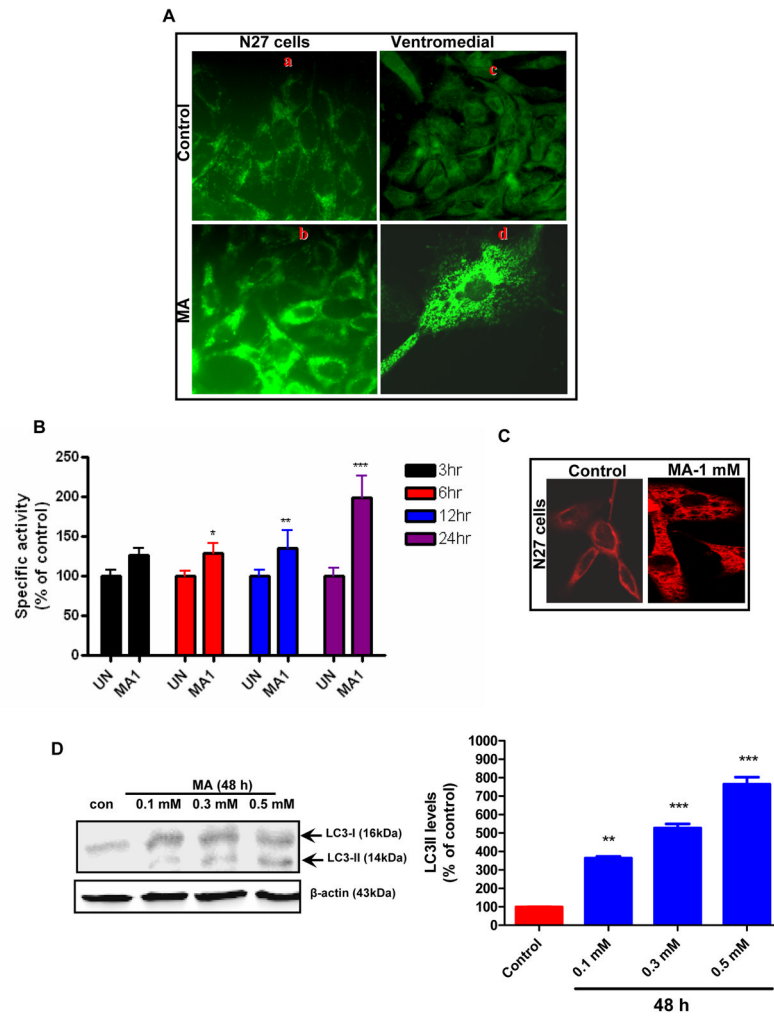 A
N27 cells Ventromedial
Control
a
c
MA
b
d
B
Specific activity
(% of control)
250
200
150
100
50
0
*
**
***
3hr
6hr
12hr
24hr
UN MA1 UN MA1 UN MA1 UN MA1
C
Control MA-1 mM
N27 cells
D
MA (48 h)
con 0.1 mM 0.3 mM 0.5 mM
LC3-I (16kDa)
LC3-II (14kDa)
β-actin (43kDa)
LC3II levels
(% of control)
1000
900
800
700
600
500
400
300
200
100
0
**
***
***
Control 0.1 mM 0.3 mM 0.5 mM
48 h